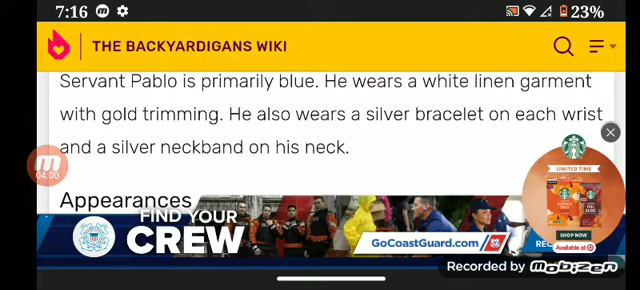 7:16
23%
THE BACKYARDIGANS WIKI
Servant Pablo is primarily blue. He wears a white linen garment
with gold trimming. He also wears a silver bracelet on each wrist
and a silver neckband on his neck.
04:00
LIMITED TIME
Appearances
FIND YOUR
CREW
GoCoastGuard.com
SHOP NOW
Available at
Recorded by
MOBIZEN